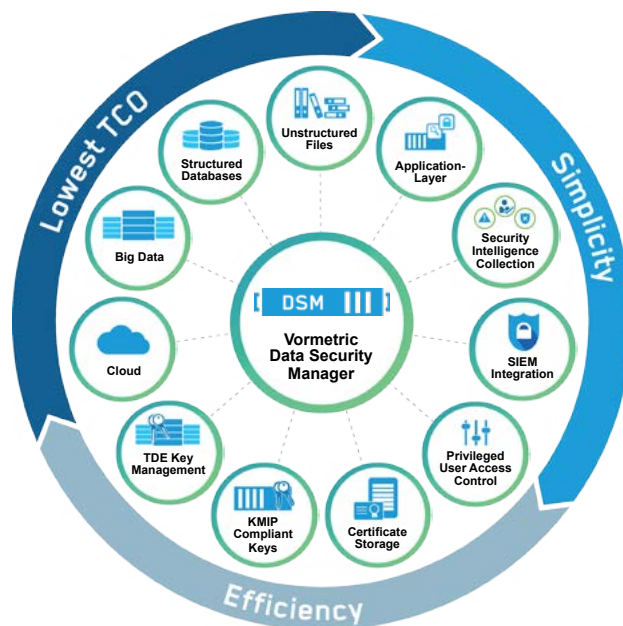 Lowest TCO
Simplicity
Efficiency
Unstructured
Files
Application-
Layer
Security
Intelligence
Collection
SIEM
Integration
Privileged
User Access
Control
Certificate
Storage
KMIP
Compliant
Keys
TDE Key
Management
Cloud
Big Data
Structured
Databases
DSM
Vormetric
Data Security
Manager